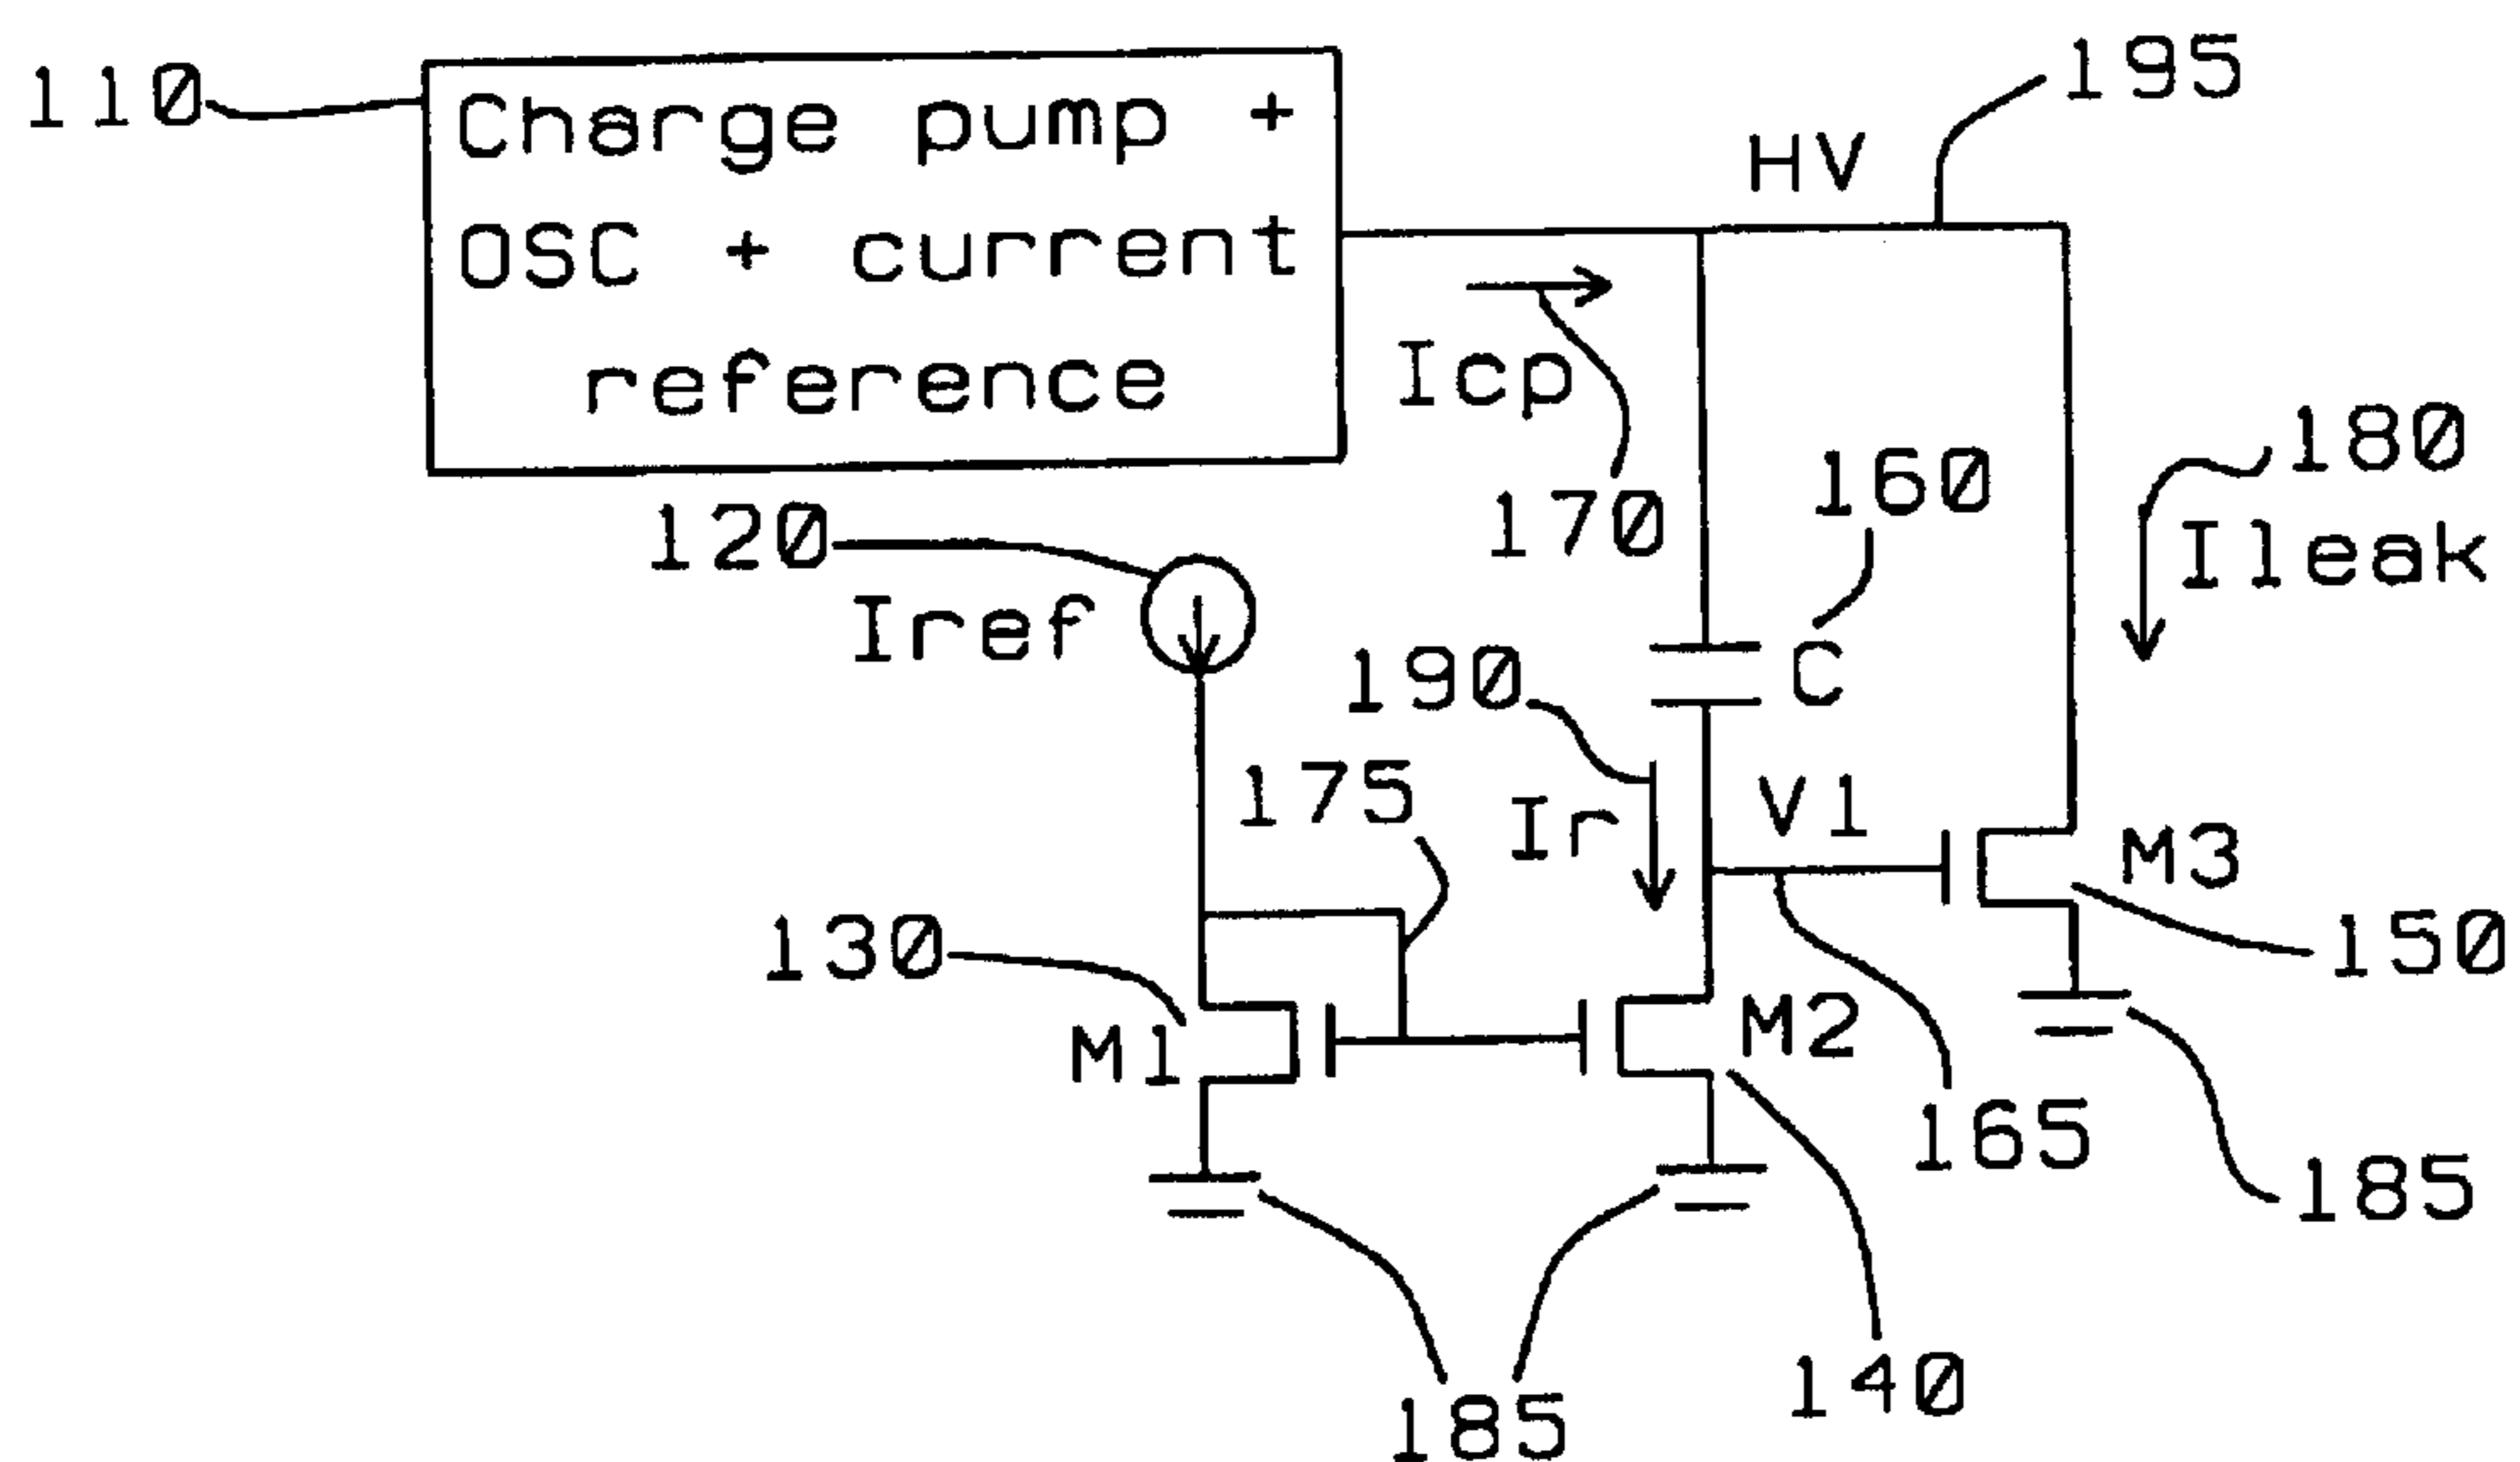 110
Charge pump +
OSC + current
reference
195
HV
Icp
170
160
180
Ileak
120
Iref
C
190
175
Ir
V1
M3
150
130
M1
M2
165
185
140
185